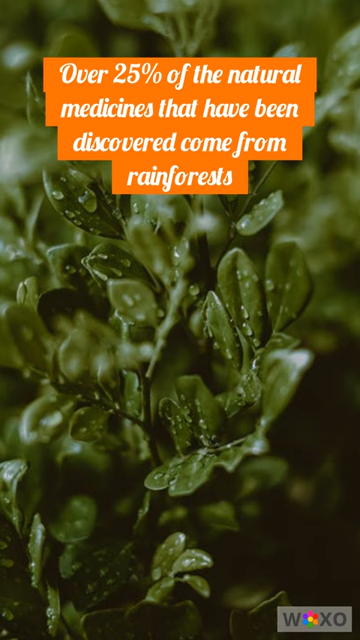 Over 25% of the natural
medicines that have been
discovered come from
rainforests
WOXO